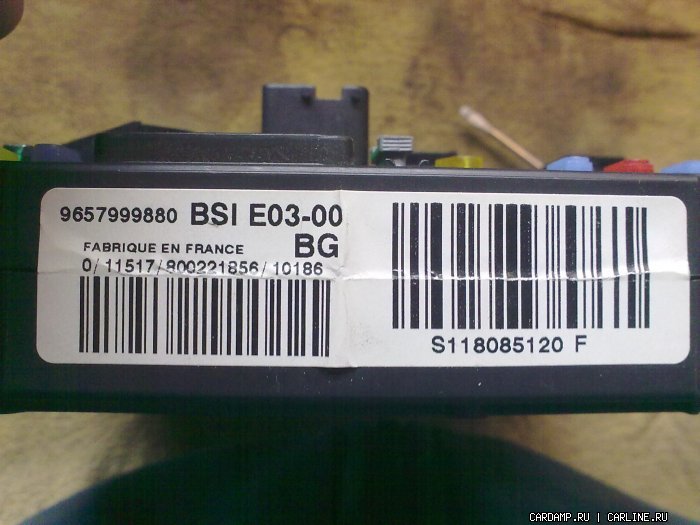 9657999880 BSI E03-00
BG
FABRIQUE EN FRANCE
0/11517/800221856/10186
S118085120 F
CARDAMP.RU | CARLINE.RU